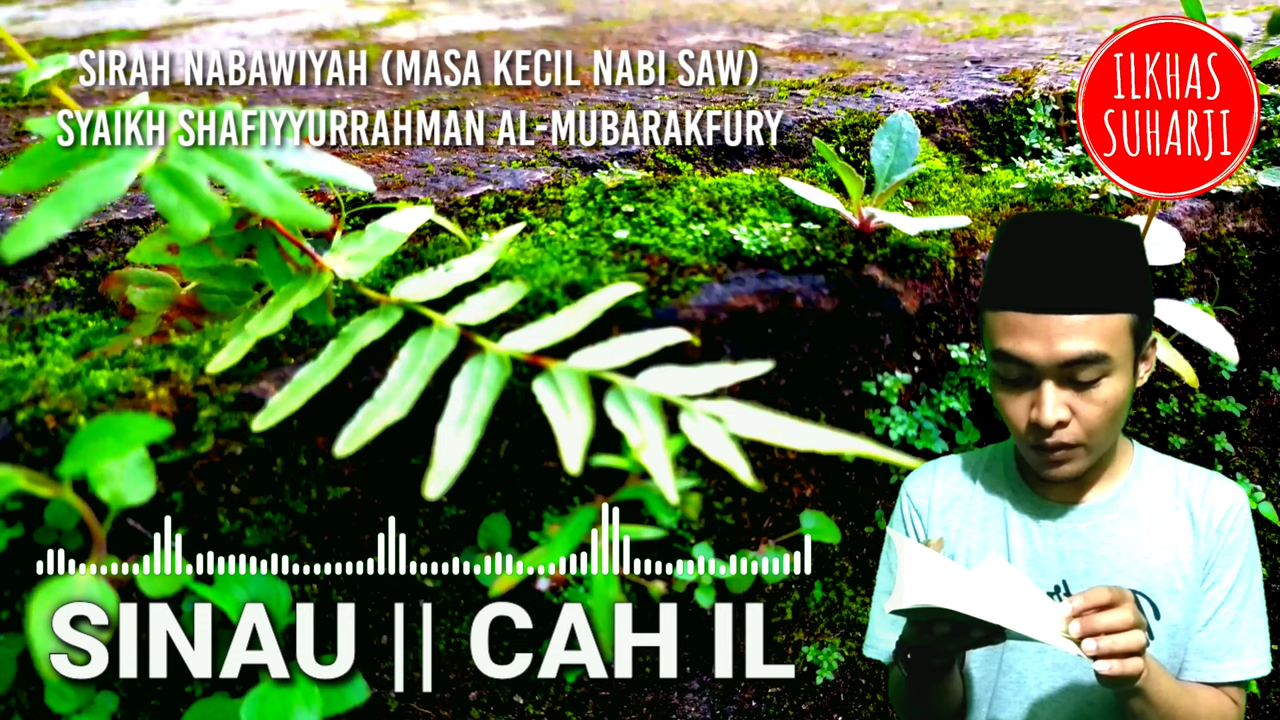 SIRAH NABAWIYAH (MASA KECIL NABI SAW)
SYAIKH SHAFIYYURRAHMAN AL-MUBARAKFURY
ILKHAS
SUHARJI
SINAU || CAH IL